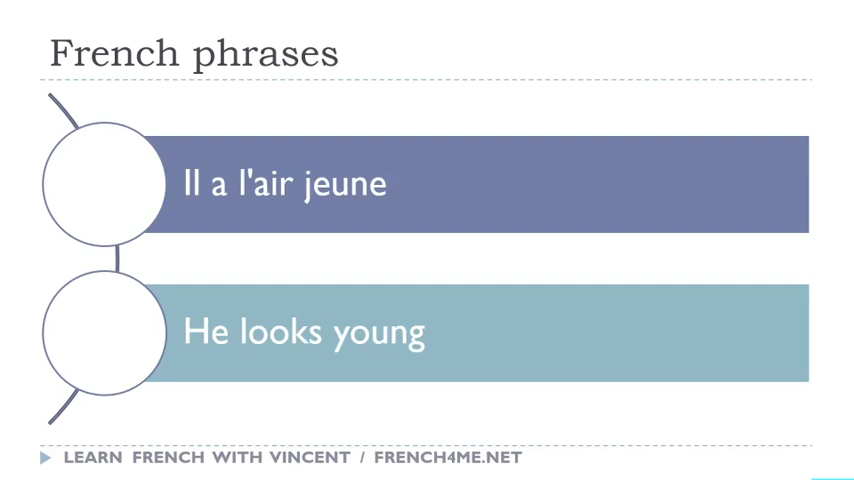 French phrases
Il a l'air jeune
He looks young
LEARN FRENCH WITH VINCENT / FRENCH4ME.NET